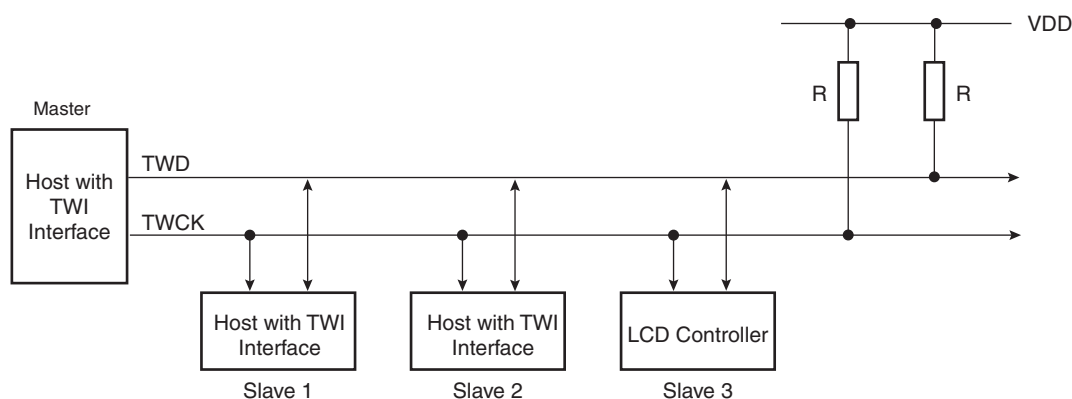 VDD
R
R
Master
Host with
TWI
Interface
TWD
TWCK
Host with TWI
Interface
Slave 1
Host with TWI
Interface
Slave 2
LCD Controller
Slave 3